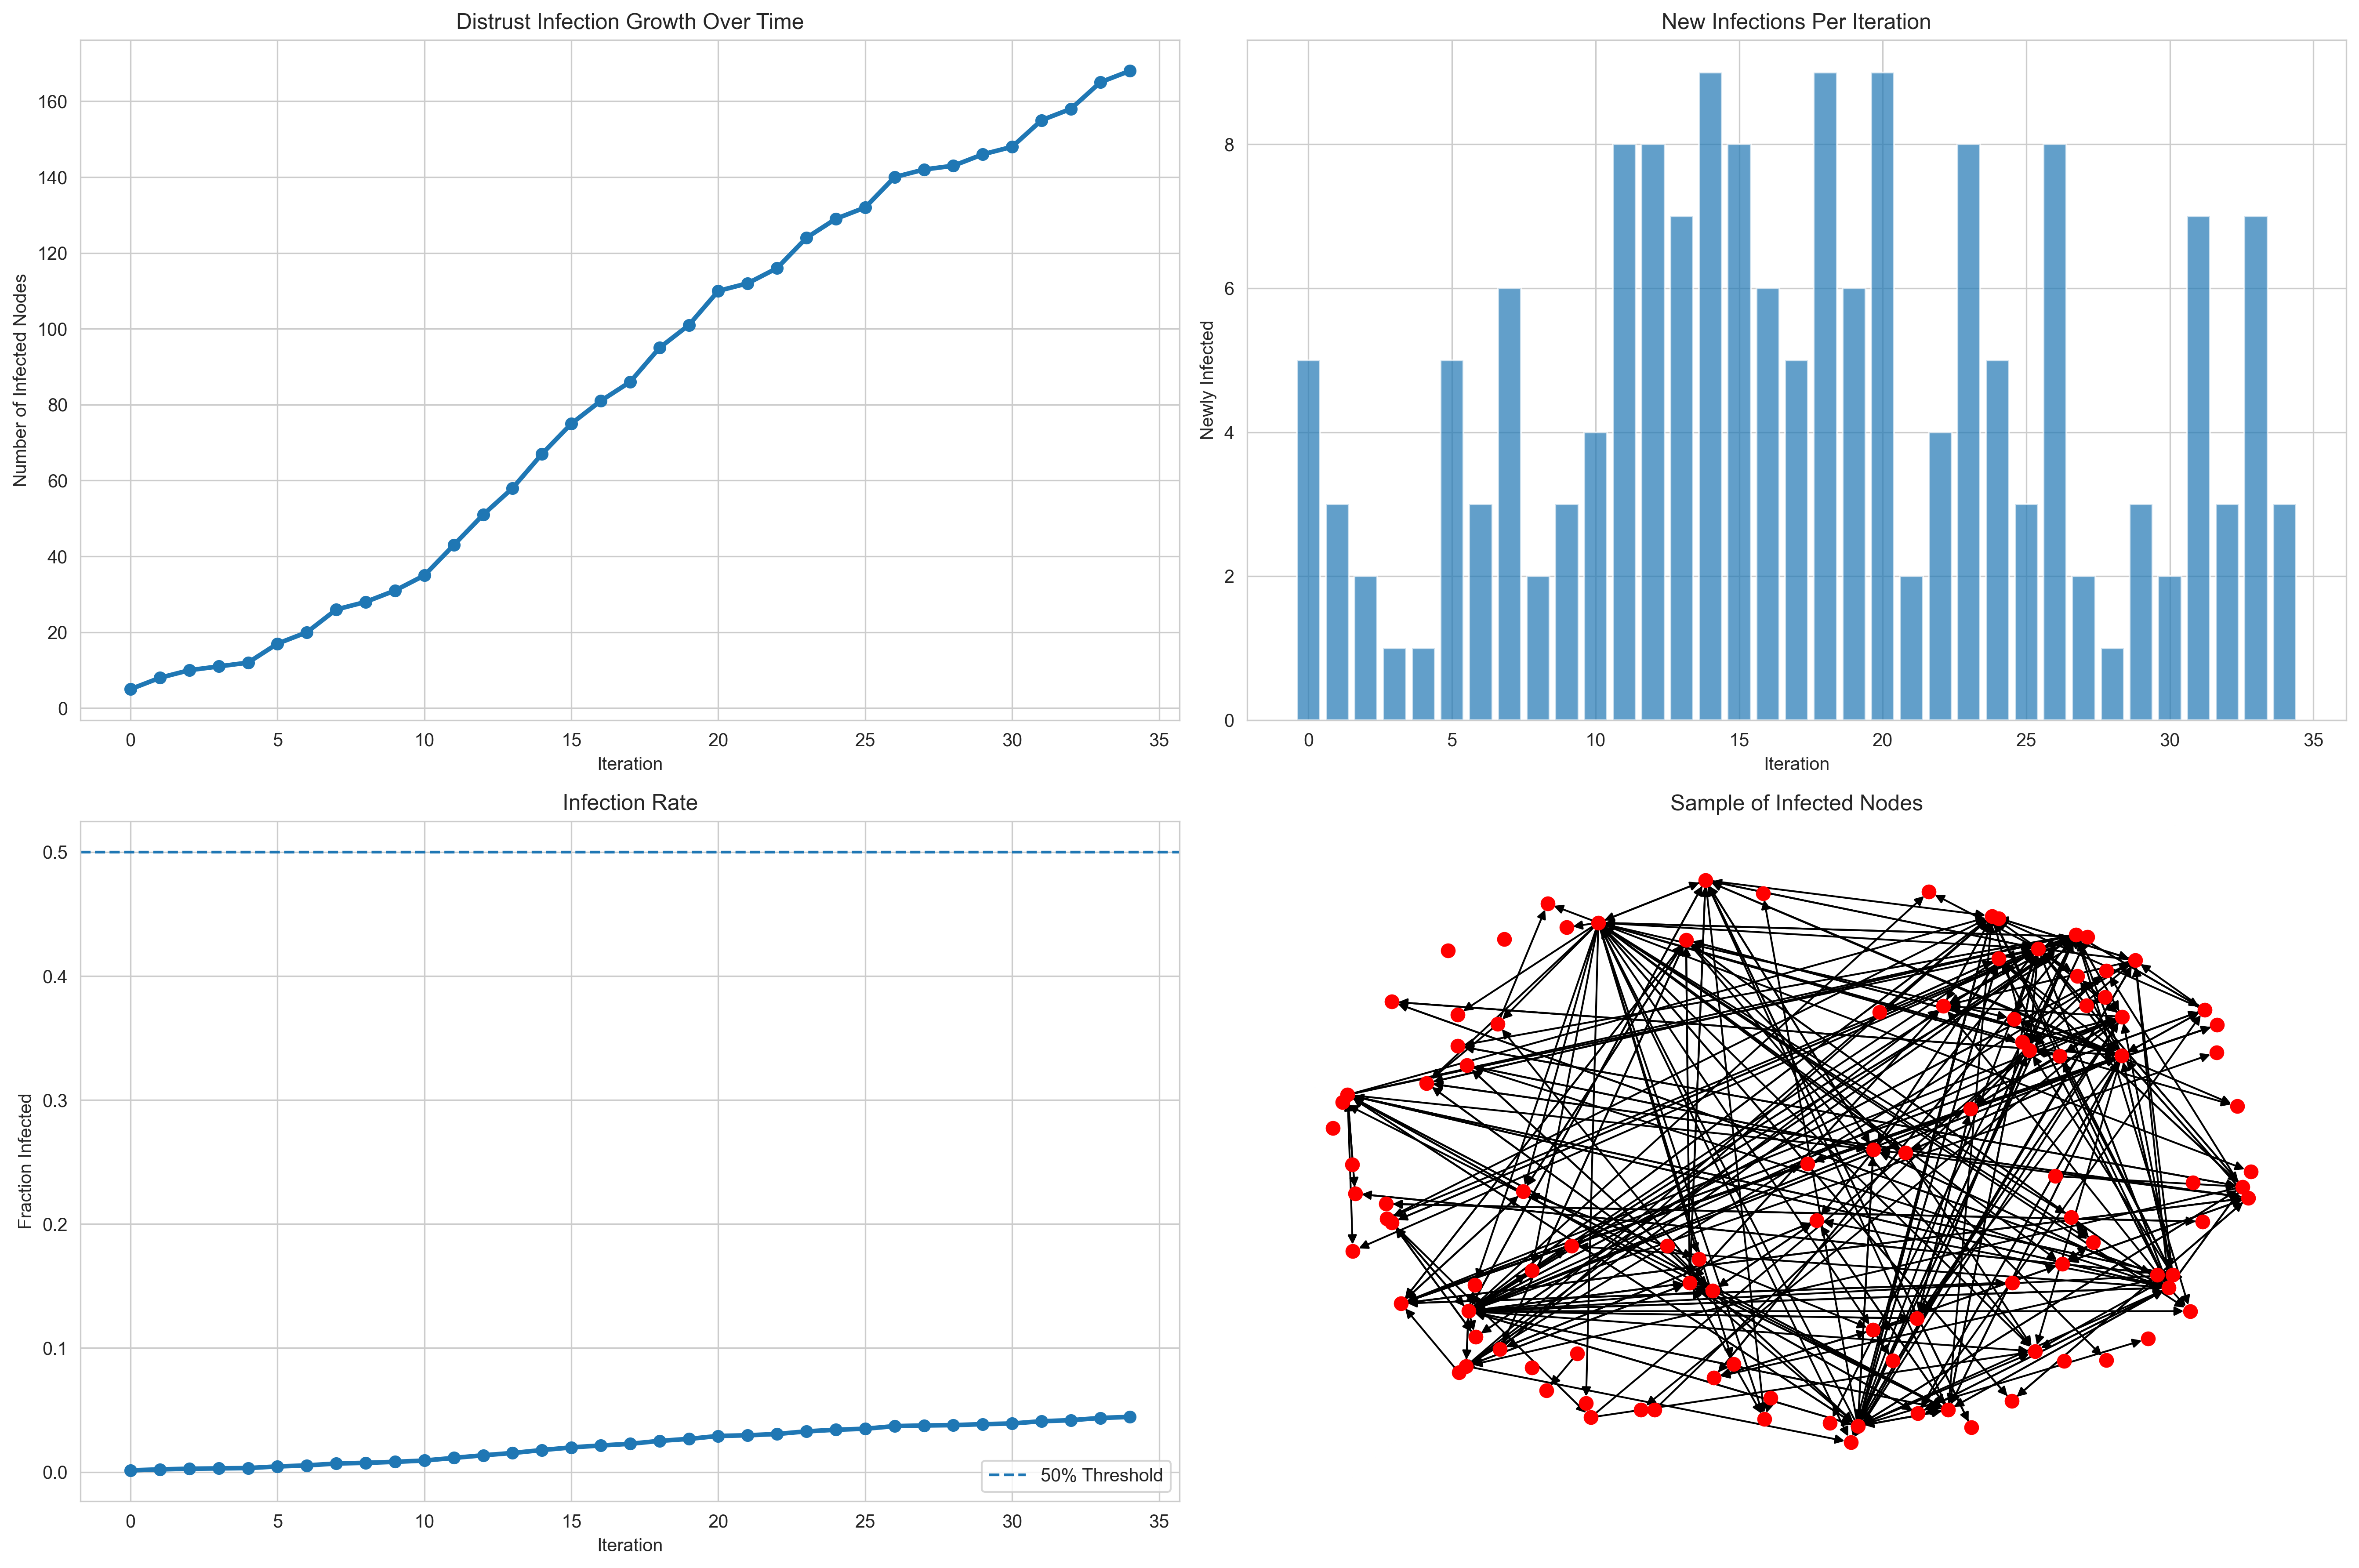 Distrust Infection Growth Over Time
Number of Infected Nodes
160
140
120
100
80
60
40
20
0
0 5 10 15 20 25 30 35
Iteration
New Infections Per Iteration
Newly Infected
8
6
4
2
0
0 5 10 15 20 25 30 35
Iteration
Infection Rate
Fraction Infected
0.5
0.4
0.3
0.2
0.1
0.0
50% Threshold
0 5 10 15 20 25 30 35
Iteration
Sample of Infected Nodes